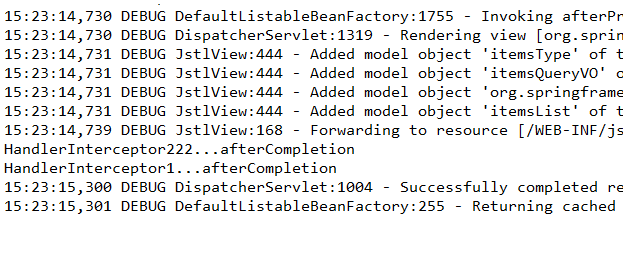 15:23:14,730 DEBUG DefaultListableBeanFactory:1755 - Invoking afterPr
15:23:14,730 DEBUG DispatcherServlet:1319 - Rendering view [org.sprin
15:23:14,731 DEBUG JstlView:444 - Added model object 'itemsType' of t
15:23:14,731 DEBUG JstlView:444 - Added model object 'itemsQueryVO' o
15:23:14,731 DEBUG JstlView:444 - Added model object 'org.springframe
15:23:14,731 DEBUG JstlView:444 - Added model object 'itemsList' of t
15:23:14,739 DEBUG JstlView:168 - Forwarding to resource [/WEB-INF/js
HandlerInterceptor222...afterCompletion
HandlerInterceptor1...afterCompletion
15:23:15,300 DEBUG DispatcherServlet:1004 - Successfully completed re
15:23:15,301 DEBUG DefaultListableBeanFactory:255 - Returning cached